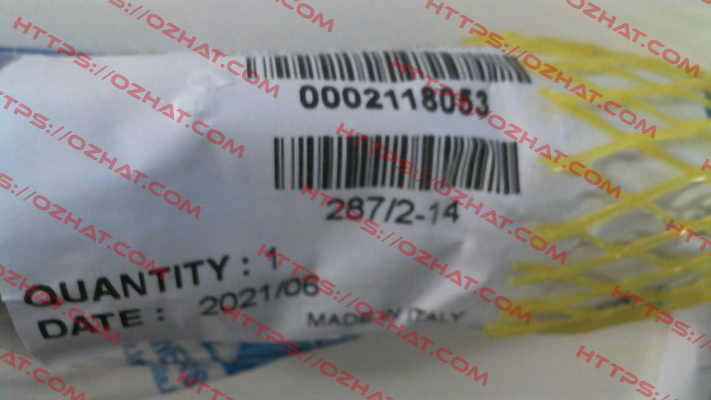 0002118053
287/2-14
QUANTITY : 1
DATE : 2021/06
MADE IN ITALY
HTTPS://OZHAT.COM